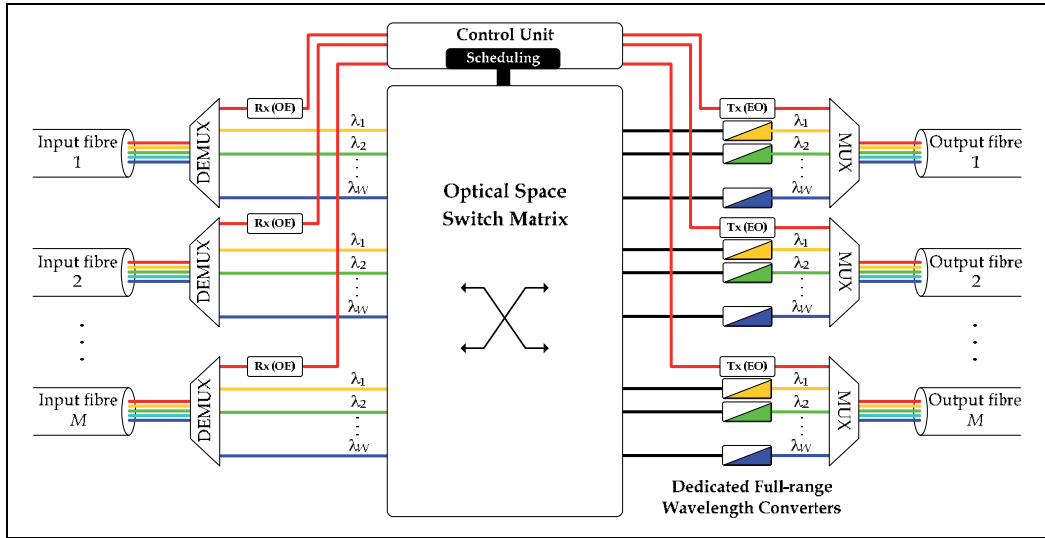 Control Unit
Scheduling
Rx (OE)
Tx (EO)
Input fibre
1
DEMUX
λ1
λ2
λW
λ1
λ2
λW
MUX
Output fibre
1
Optical Space
Switch Matrix
Rx (OE)
Tx (EO)
Input fibre
2
DEMUX
λ1
λ2
λW
λ1
λ2
λW
MUX
Output fibre
2
Rx (OE)
Tx (EO)
Input fibre
M
DEMUX
λ1
λ2
λW
λ1
λ2
λW
MUX
Output fibre
M
Dedicated Full-range
Wavelength Converters